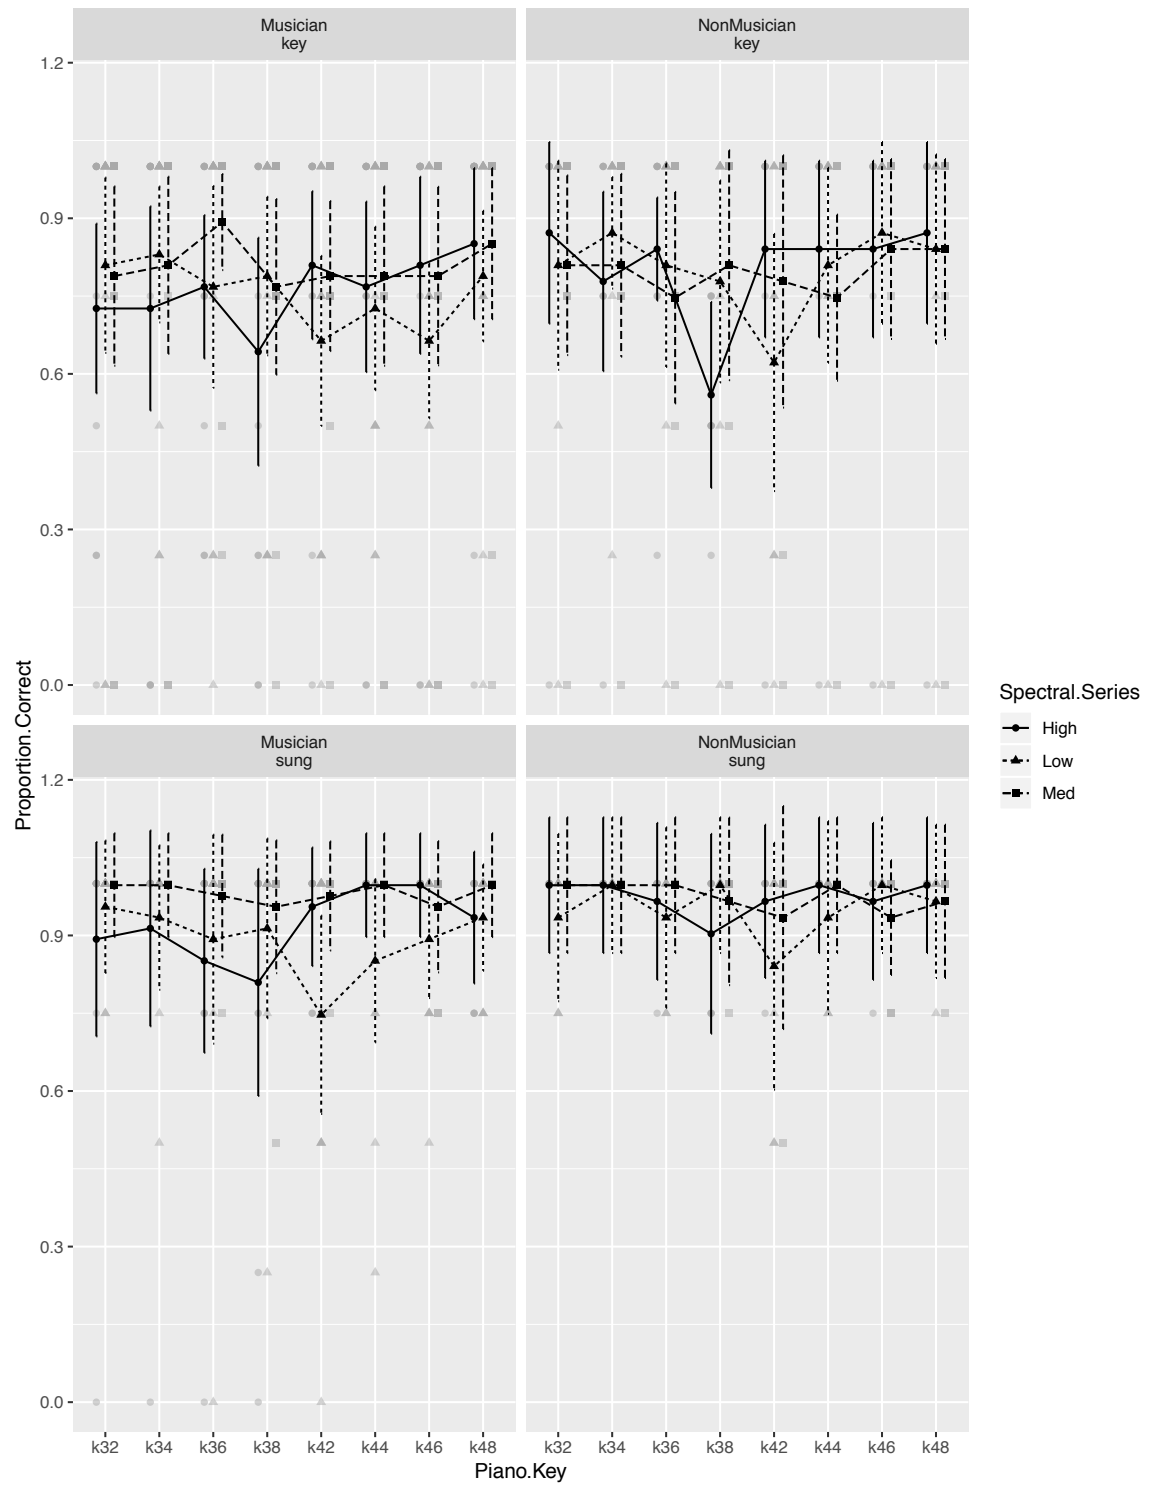 Musician
key
NonMusician
key
1.2
0.9
0.6
0.3
0.0
Musician
sung
NonMusician
sung
1.2
0.9
0.6
0.3
0.0
Proportion.Correct
k32 k34 k36 k38 k42 k44 k46 k48
k32 k34 k36 k38 k42 k44 k46 k48
Piano.Key
Spectral.Series
High
Low
Med